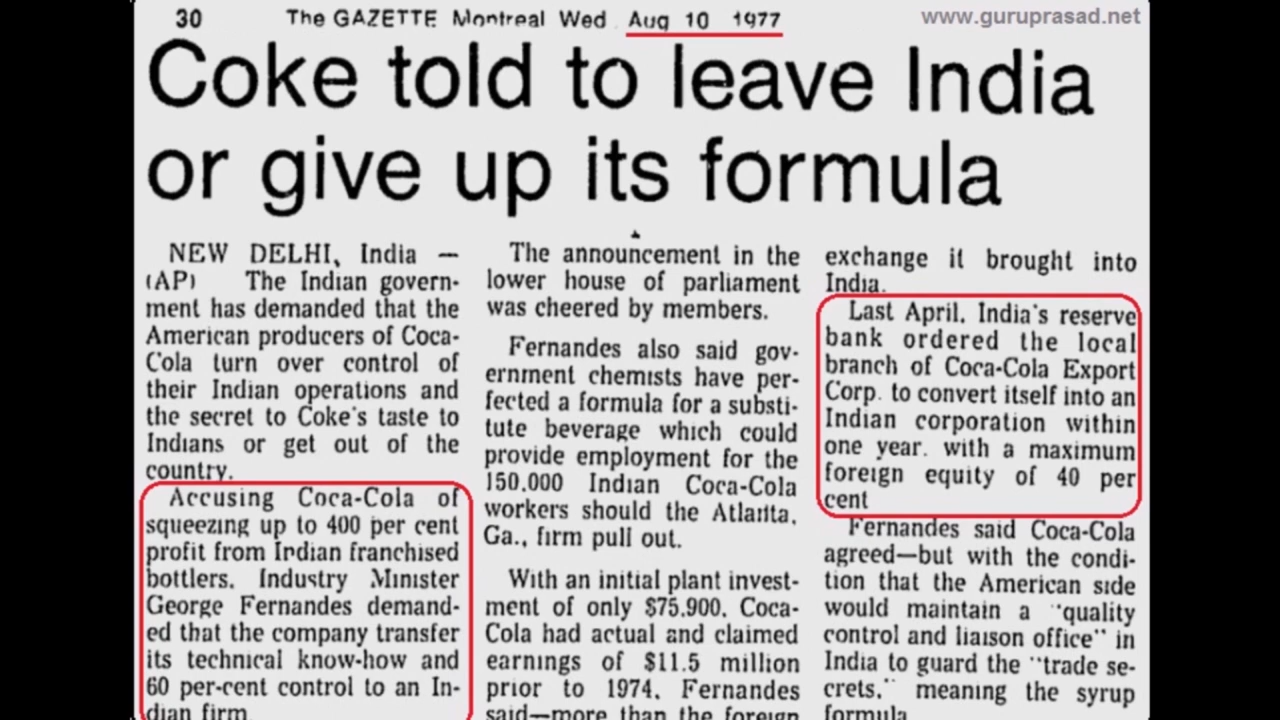 30 The GAZETTE Montreal Wed Aug 10 1977
www.guruprasad.net
Coke told to leave India
or give up its formula
NEW DELHI, India —
(AP) The Indian govern-
ment has demanded that the
American producers of Coca-
Cola turn over control of
their Indian operations and
the secret to Coke's taste to
Indians or get out of the
country.
Accusing Coca-Cola of
squeezing up to 400 per cent
profit from Indian franchised
bottlers, Industry Minister
George Fernandes demand-
ed that the company transfer
its technical know-how and
60 per-cent control to an In-
dian firm
The announcement in the
lower house of parliament
was cheered by members.
Fernandes also said gov-
ernment chemists have per-
fected a formula for a substi-
tute beverage which could
provide employment for the
150,000 Indian Coca-Cola
workers should the Atlanta,
Ga., firm pull out.
With an initial plant invest-
ment of only $75,900, Coca-
Cola had actual and claimed
earnings of $11.5 million
prior to 1974, Fernandes
said—more than the foreign
exchange it brought into
India.
Last April, India's reserve
bank ordered the local
branch of Coca-Cola Export
Corp. to convert itself into an
Indian corporation within
one year, with a maximum
foreign equity of 40 per
cent
Fernandes said Coca-Cola
agreed—but with the condi-
tion that the American side
would maintain a "quality
control and liaison office" in
India to guard the "trade se-
crets," meaning the syrup
formula